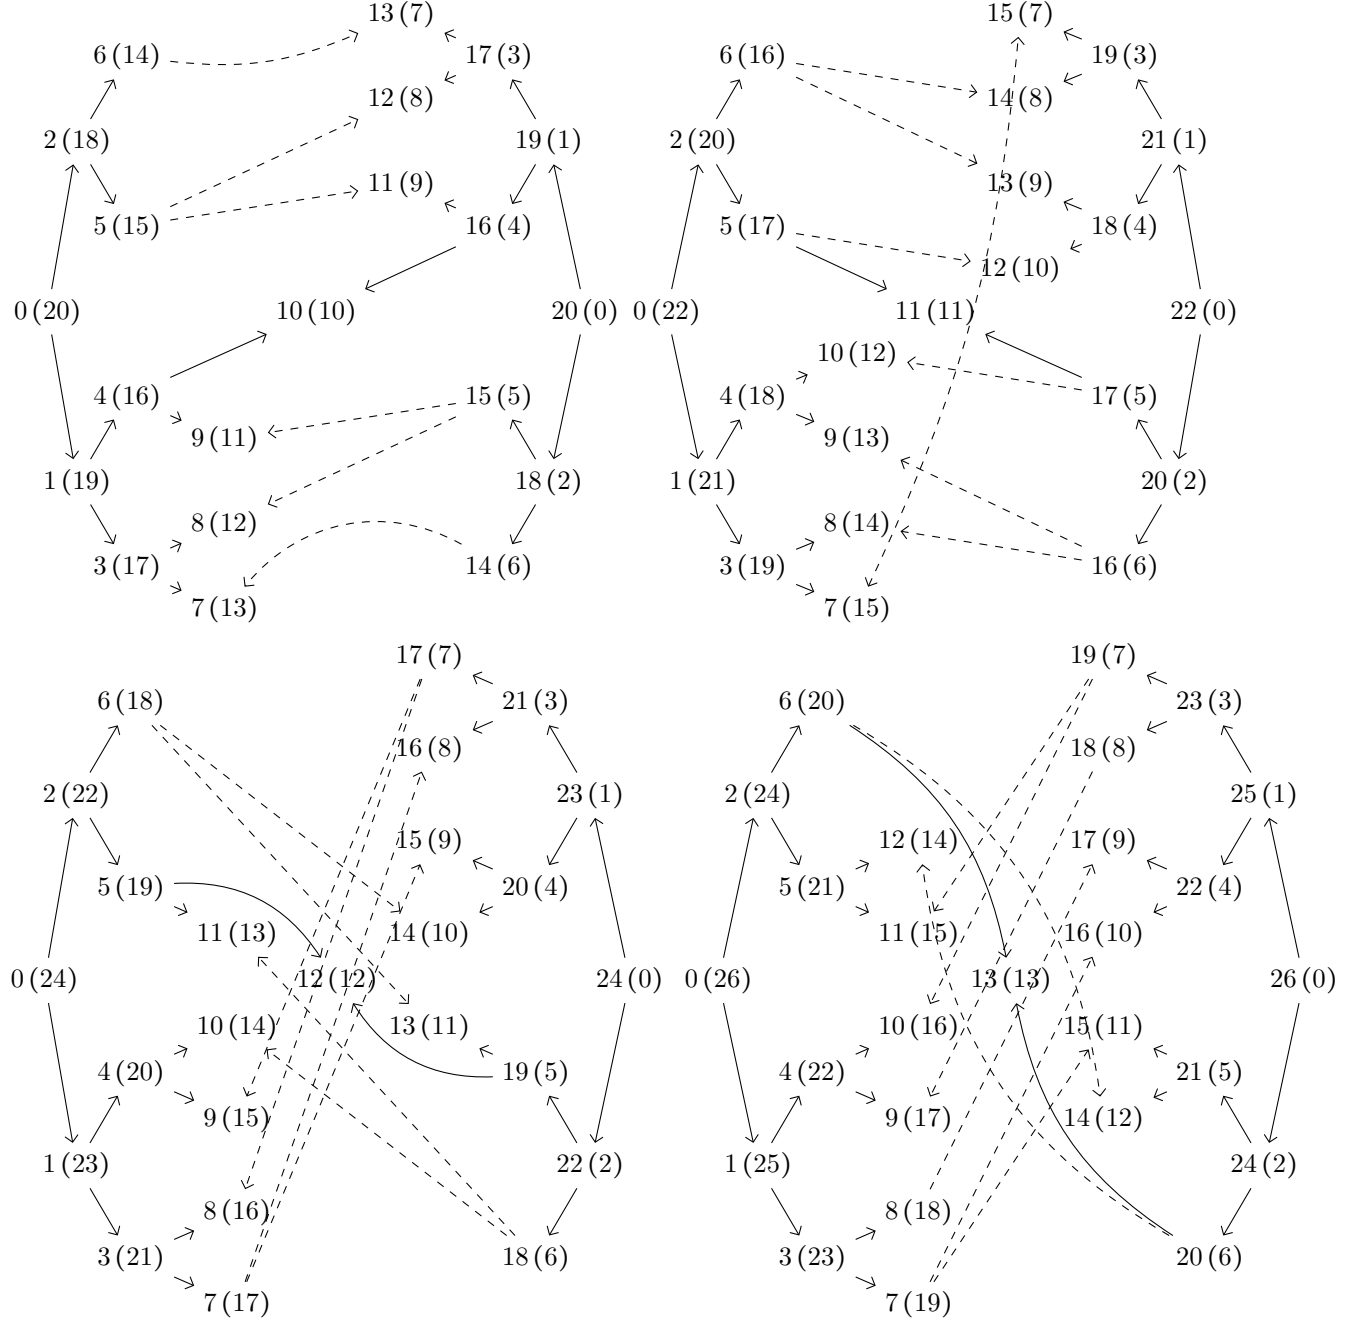 13 (7) 15 (7)
6 (14) 17 (3) 6 (16) 19 (3)
12 (8) 14 (8)
2 (18) 19 (1) 2 (20) 21 (1)
11 (9) 13 (9)
5 (15) 16 (4) 5 (17) 18 (4)
12 (10)
0 (20) 10 (10) 20 (0) 0 (22) 11 (11) 22 (0)
10 (12)
4 (16) 15 (5) 4 (18) 17 (5)
9 (11) 9 (13)
1 (19) 18 (2) 1 (21) 20 (2)
8 (12) 8 (14)
3 (17) 14 (6) 3 (19) 16 (6)
7 (13) 7 (15)
17 (7) 19 (7)
6 (18) 21 (3) 6 (20) 23 (3)
16 (8) 18 (8)
2 (22) 23 (1) 2 (24) 25 (1)
15 (9) 12 (14) 17 (9)
5 (19) 20 (4) 5 (21) 22 (4)
11 (13) 14 (10) 11 (15) 16 (10)
0 (24) 12 (12) 24 (0) 0 (26) 13 (13) 26 (0)
10 (14) 13 (11) 10 (16) 15 (11)
4 (20) 19 (5) 4 (22) 21 (5)
9 (15) 9 (17) 14 (12)
1 (23) 22 (2) 1 (25) 24 (2)
8 (16) 8 (18)
3 (21) 18 (6) 3 (23) 20 (6)
7 (17) 7 (19)